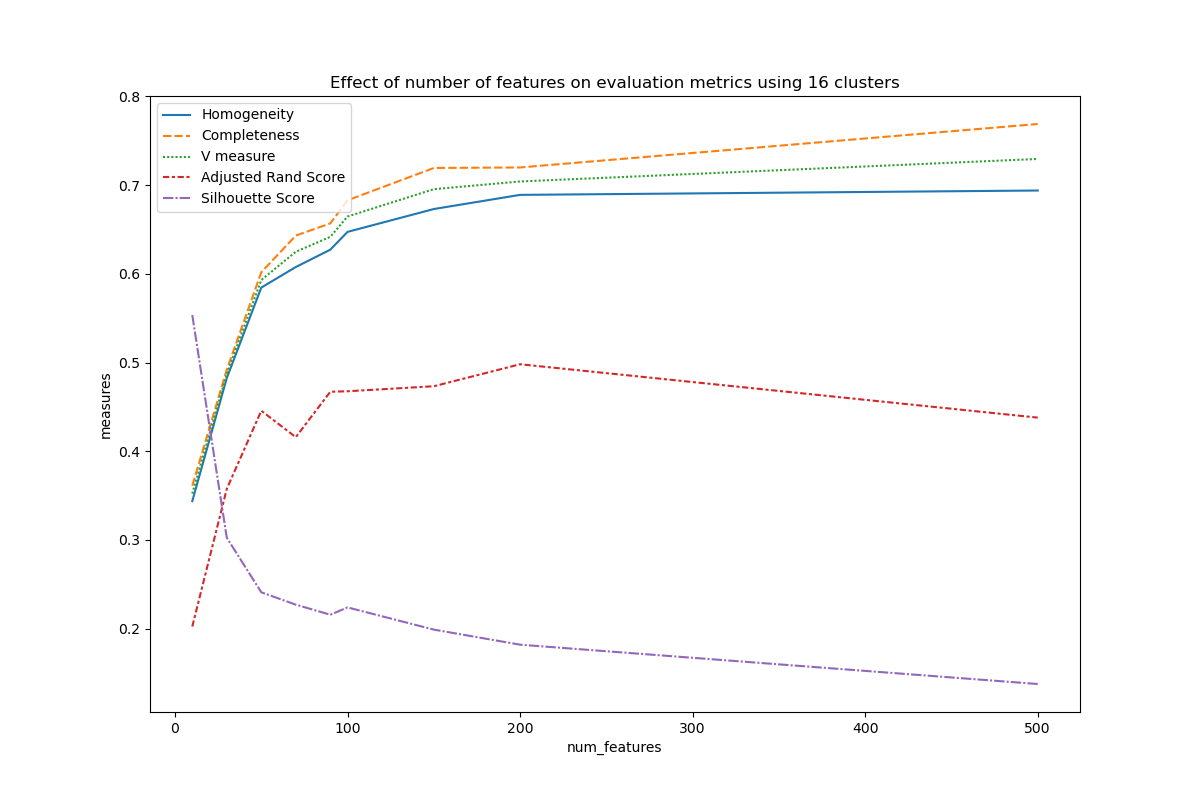 Effect of number of features on evaluation metrics using 16 clusters
0.8
0.7
0.6
0.5
0.4
0.3
0.2
measures
Homogeneity
Completeness
V measure
Adjusted Rand Score
Silhouette Score
0 100 200 300 400 500
num_features